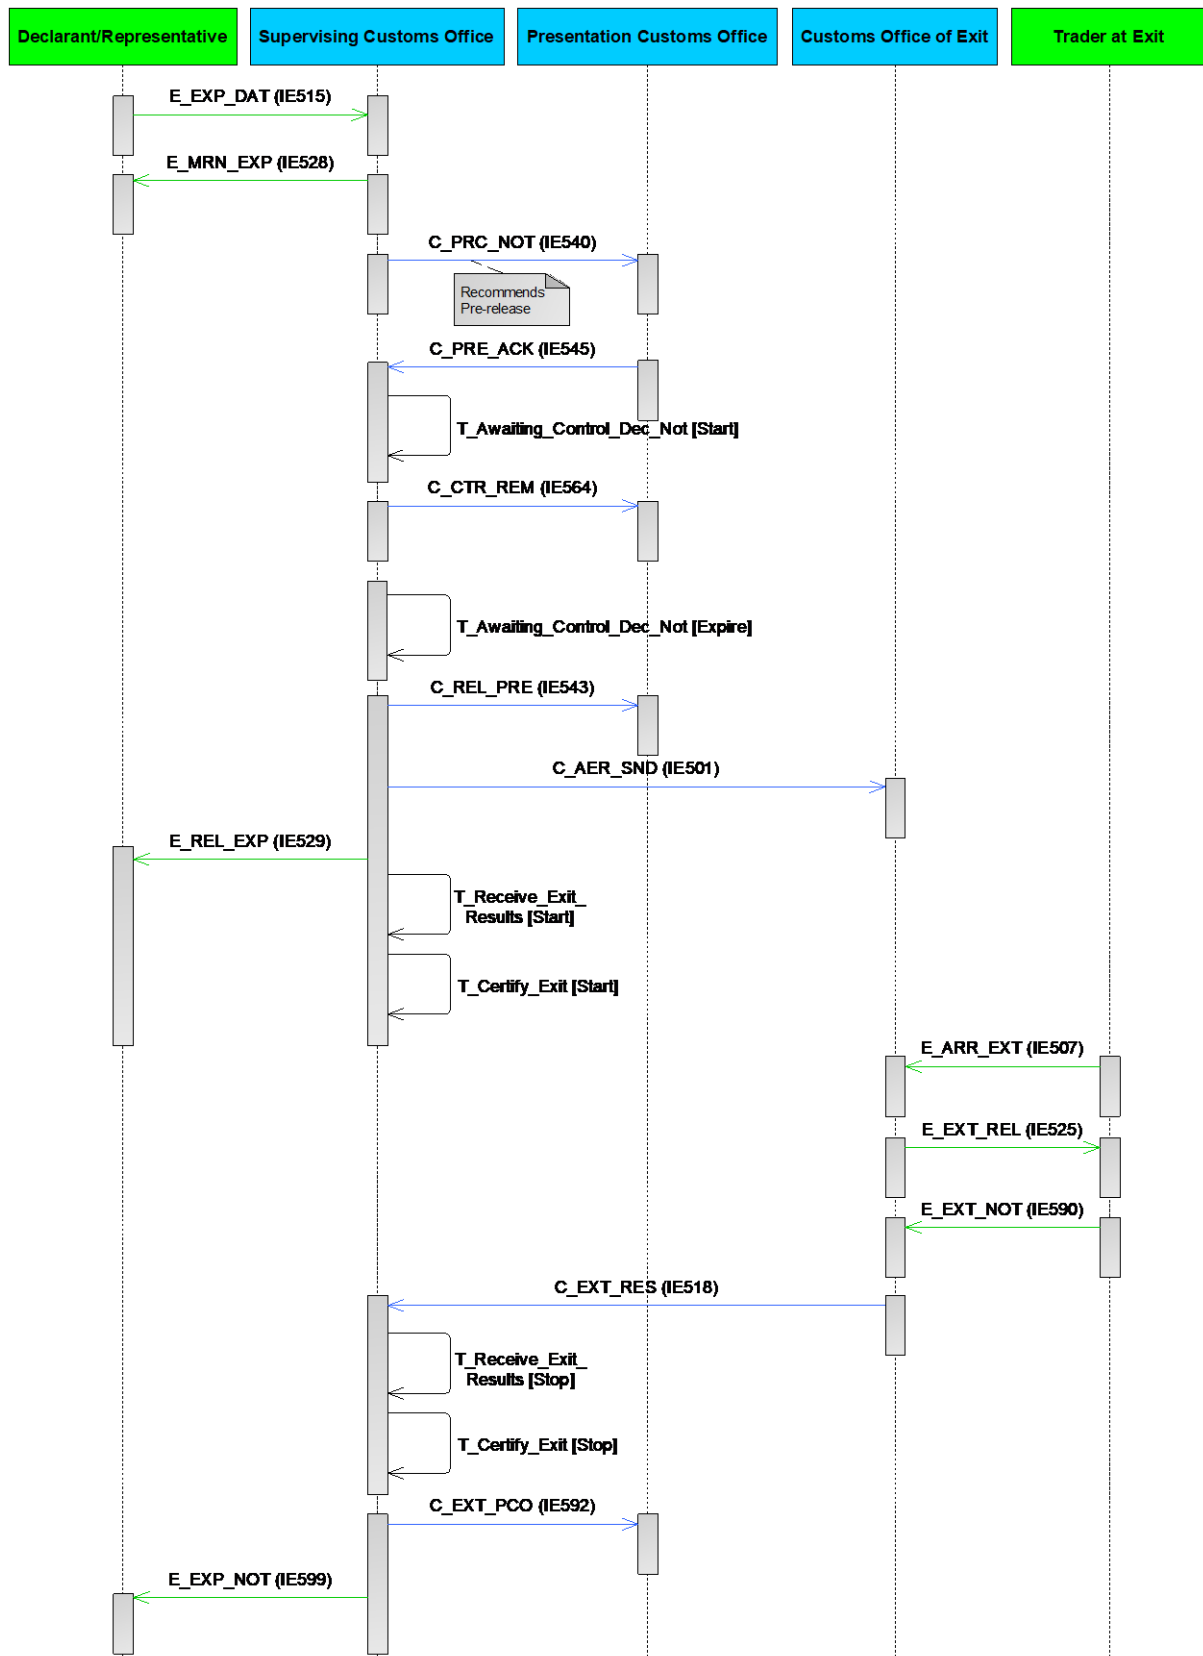 Declarant/Representative
Supervising Customs Office
Presentation Customs Office
Customs Office of Exit
Trader at Exit
E_EXP_DAT (IE515)
E_MRN_EXP (IE528)
C_PRC_NOT (IE540)
Recommends
Pre-release
C_PRE_ACK (IE545)
T_Awaiting_Control_Dec_Not [Start]
C_CTR_REM (IE564)
T_Awaiting_Control_Dec_Not [Expire]
C_REL_PRE (IE543)
C_AER_SND (IE501)
E_REL_EXP (IE529)
T_Receive_Exit_
Results [Start]
T_Certify_Exit [Start]
E_ARR_EXT (IE507)
E_EXT_REL (IE525)
E_EXT_NOT (IE590)
C_EXT_RES (IE518)
T_Receive_Exit_
Results [Stop]
T_Certify_Exit [Stop]
C_EXT_PCO (IE592)
E_EXP_NOT (IE599)